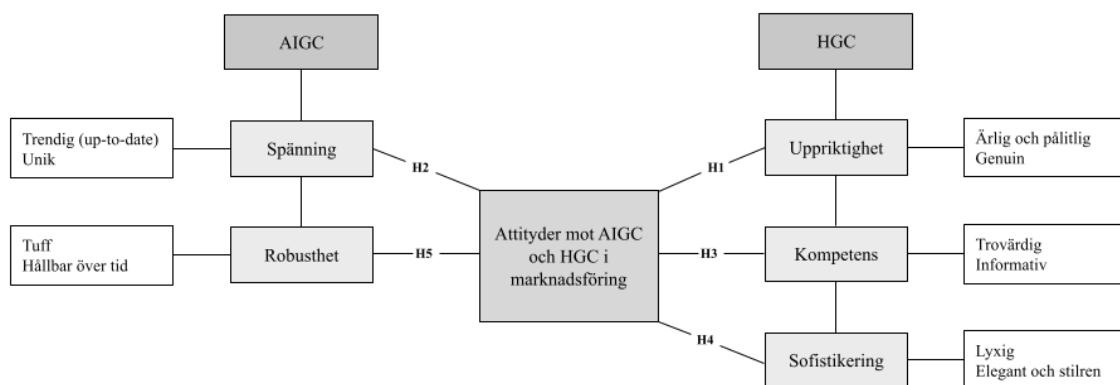 AIGC
HGC
Trendig (up-to-date)
Unik
Spänning
H2
H1
Uppriktighet
Ärlig och pålitlig
Genuin
Tuff
Hållbar över tid
Robusthet
H5
Attityder mot AIGC
och HGC i
marknadsföring
H3
Kompetens
Trovärdig
Informativ
H4
Sofistikering
Lyxig
Elegant och stilren